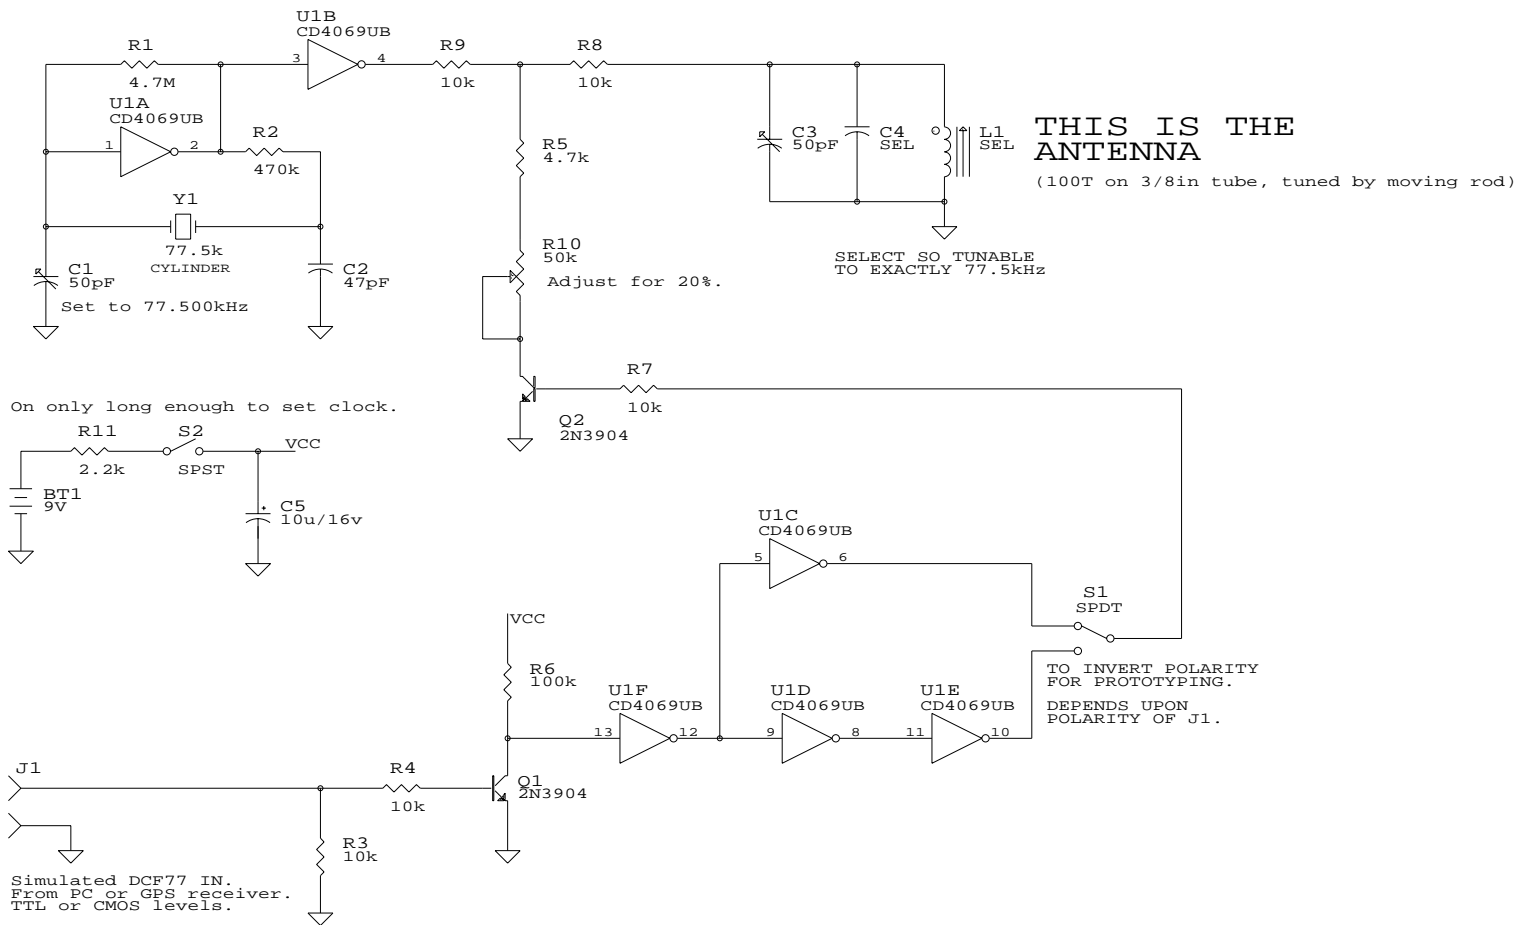 U1B
CD4069UB
3
4
R1
4.7M
R9
10k
R8
10k
U1A
CD4069UB
1
2
R2
470k
Y1
77.5k
CYLINDER
C1
50pF
Set to 77.500kHz
C2
47pF
R5
4.7k
R10
50k
Adjust for 20%.
C3
50pF
C4
SEL
L1
SEL
THIS IS THE
ANTENNA
(100T on 3/8in tube, tuned by moving rod)
SELECT SO TUNABLE
TO EXACTLY 77.5kHz
R7
10k
Q2
2N3904
On only long enough to set clock.
R11
2.2k
S2
SPST
VCC
BT1
9V
C5
10u/16v
+
U1C
CD4069UB
5
6
S1
SPDT
TO INVERT POLARITY
FOR PROTOTYPING.
DEPENDS UPON
POLARITY OF J1.
VCC
R6
100k
U1F
CD4069UB
13
12
U1D
CD4069UB
9
8
U1E
CD4069UB
11
10
J1
R4
10k
Q1
2N3904
R3
10k
Simulated DCF77 IN.
From PC or GPS receiver.
TTL or CMOS levels.